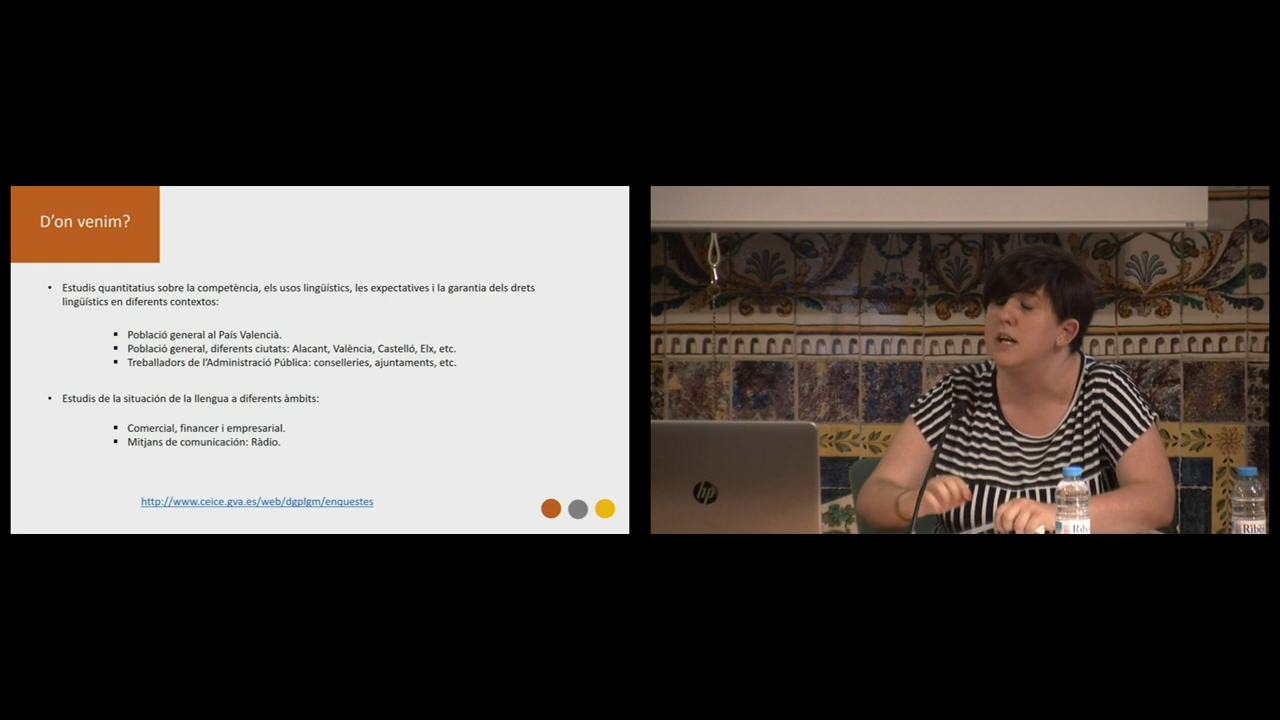 D'on venim?
• Estudis quantitatius sobre la competència, els usos lingüístics, les expectatives i la garantia dels drets
lingüístics en diferents contextos:
▪ Població general al País Valencià.
▪ Població general, diferents ciutats: Alacant, València, Castelló, Elx, etc.
▪ Treballadors de l'Administració Pública: conselleries, ajuntaments, etc.
• Estudis de la situación de la llengua a diferents àmbits:
▪ Comercial, financer i empresarial.
▪ Mitjans de comunicació: Ràdio.
http://www.ceice.gva.es/web/dgplgm/enquestes
hp